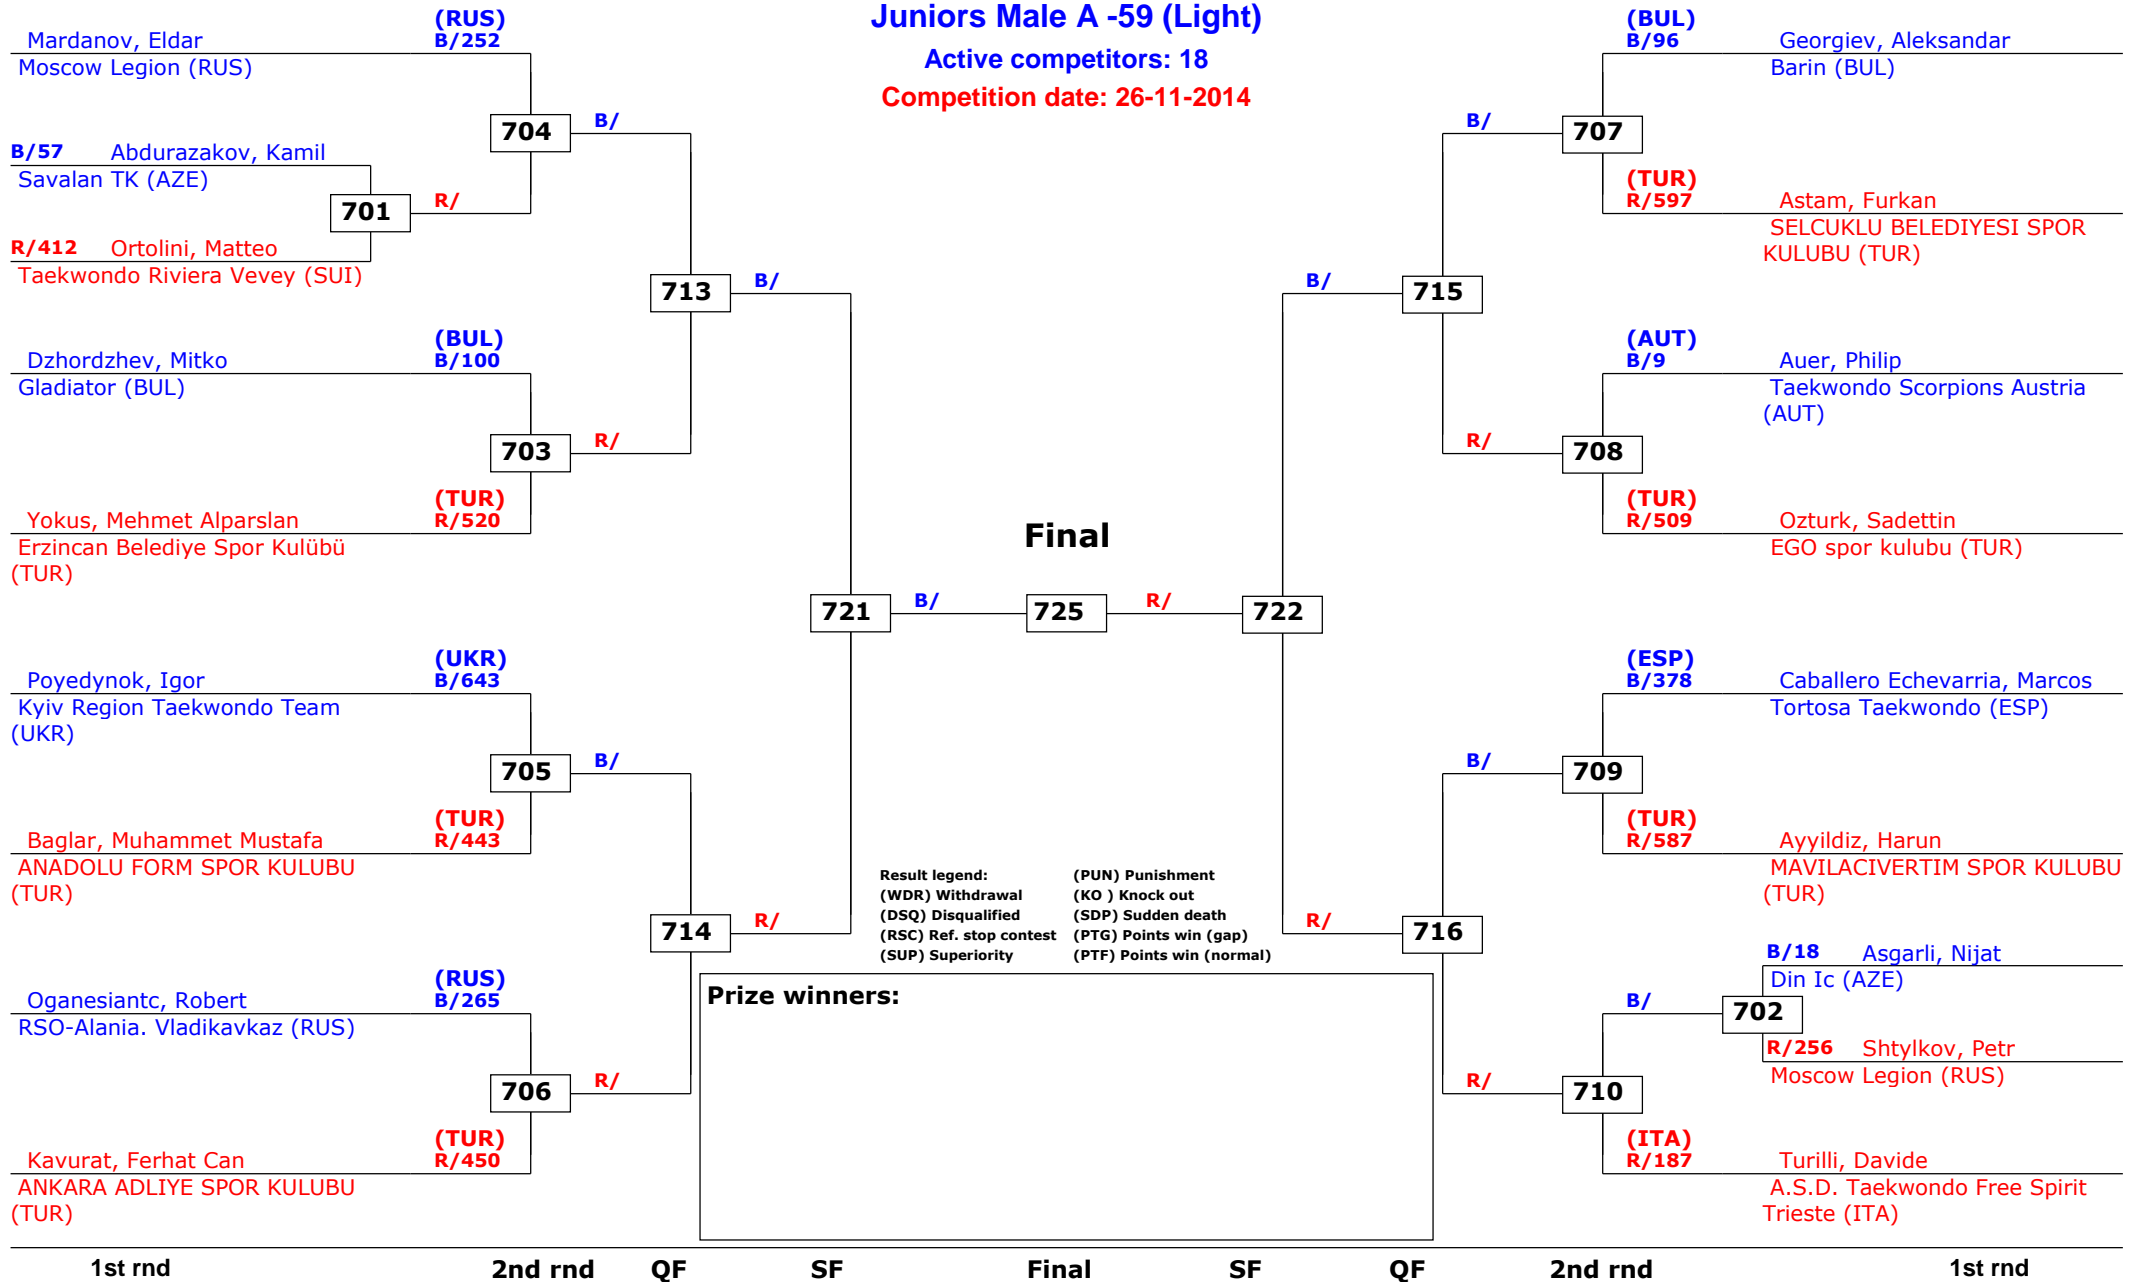 Juniors Male A -59 (Light)
Active competitors: 18
Competition date: 26-11-2014
(RUS)
Mardanov, Eldar B/252
Moscow Legion (RUS)
704
B/
B/57 Abdurazakov, Kamil
Savalan TK (AZE)
701
R/
R/412 Ortolini, Matteo
Taekwondo Riviera Vevey (SUI)
713
B/
(BUL)
Dzhordzhev, Mitko B/100
Gladiator (BUL)
703
R/
(TUR)
Yokus, Mehmet Alparslan R/520
Erzincan Belediye Spor Kulübü
(TUR)
721
B/
(UKR)
Poyedynok, Igor B/643
Kyiv Region Taekwondo Team
(UKR)
705
B/
(TUR)
Baglar, Muhammet Mustafa R/443
ANADOLU FORM SPOR KULUBU
(TUR)
714
R/
(RUS)
Oganesiantc, Robert B/265
RSO-Alania. Vladikavkaz (RUS)
706
R/
(TUR)
Kavurat, Ferhat Can R/450
ANKARA ADLIYE SPOR KULUBU
(TUR)
Final
725
R/
722
(BUL)
B/96 Georgiev, Aleksandar
Barin (BUL)
B/
707
(TUR)
R/597 Astam, Furkan
SELCUKLU BELEDIYESI SPOR
KULUBU (TUR)
B/
715
(AUT)
B/9 Auer, Philip
Taekwondo Scorpions Austria
(AUT)
R/
708
(TUR)
R/509 Ozturk, Sadettin
EGO spor kulubu (TUR)
(ESP)
B/378 Caballero Echevarria, Marcos
Tortosa Taekwondo (ESP)
B/
709
(TUR)
R/587 Ayyildiz, Harun
MAVILACIVERTIM SPOR KULUBU
(TUR)
R/
716
B/18 Asgarli, Nijat
Din Ic (AZE)
B/
702
R/256 Shtylkov, Petr
Moscow Legion (RUS)
R/
710
(ITA)
R/187 Turilli, Davide
A.S.D. Taekwondo Free Spirit
Trieste (ITA)
Result legend: (PUN) Punishment
(WDR) Withdrawal (KO ) Knock out
(DSQ) Disqualified (SDP) Sudden death
(RSC) Ref. stop contest (PTG) Points win (gap)
(SUP) Superiority (PTF) Points win (normal)
Prize winners:
1st rnd 2nd rnd QF SF Final SF QF 2nd rnd 1st rnd